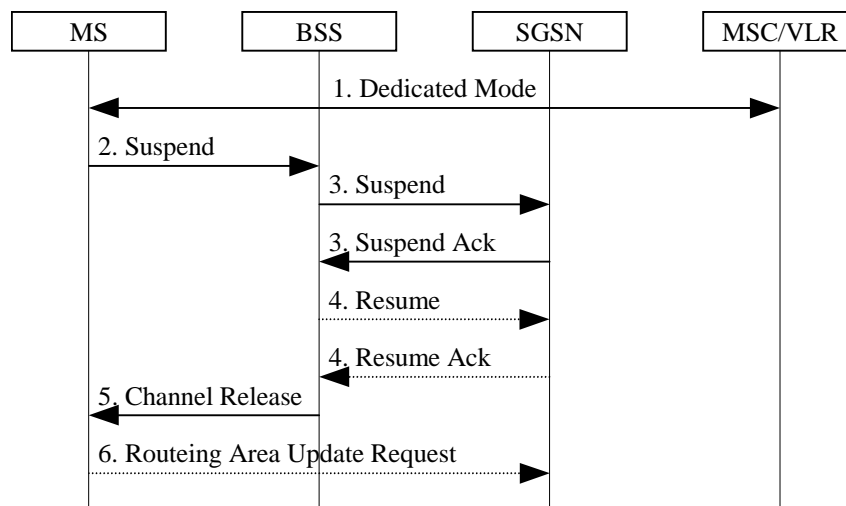 MS
BSS
SGSN
MSC/VLR
1. Dedicated Mode
2. Suspend
3. Suspend
3. Suspend Ack
4. Resume
4. Resume Ack
5. Channel Release
6. Routeing Area Update Request